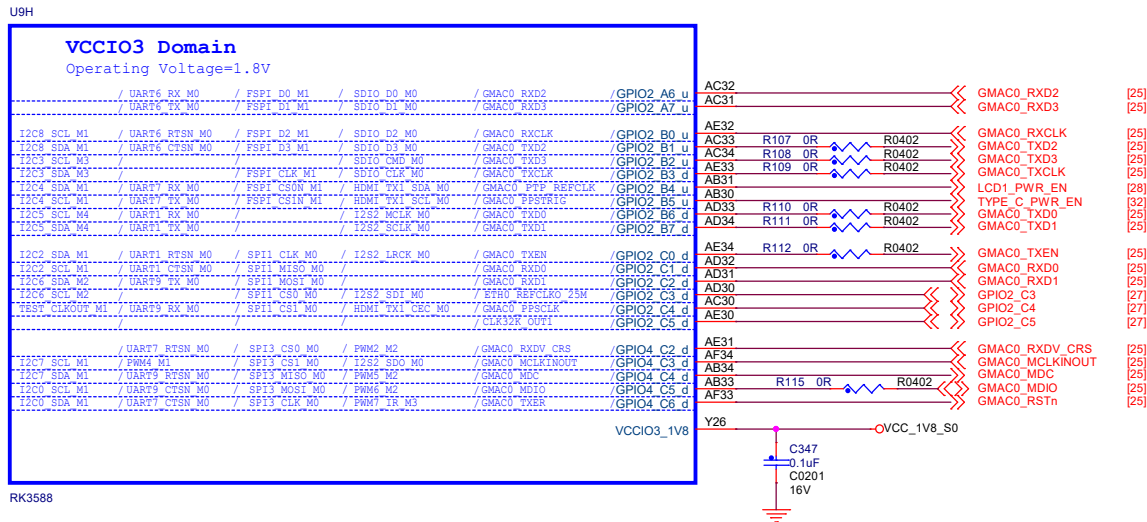 U9H
VCCIO3 Domain
Operating Voltage=1.8V
/ UART6_RX_M0 / FSPI_D0_M1 / SDIO_D0_M0 / GMAC0_RXD2 / GPIO2_A6_u AC32 GMAC0_RXD2 [25]
/ UART6_TX_M0 / FSPI_D1_M1 / SDIO_D1_M0 / GMAC0_RXD3 / GPIO2_A7_u AC31 GMAC0_RXD3 [25]
I2C8_SCL_M1 / UART6_RTSN_M0 / FSPI_D2_M1 / SDIO_D2_M0 / GMAC0_RXCLK / GPIO2_B0_u AE32 GMAC0_RXCLK [25]
I2C8_SDA_M1 / UART6_CTSN_M0 / FSPI_D3_M1 / SDIO_D3_M0 / GMAC0_TXD2 / GPIO2_B1_u AC33 R107 0R R0402 GMAC0_TXD2 [25]
I2C3_SCL_M3 / / / SDIO_CMD_M0 / GMAC0_TXD3 / GPIO2_B2_u AC34 R108 0R R0402 GMAC0_TXD3 [25]
I2C3_SDA_M3 / / FSPI_CLK_M1 / SDIO_CLK_M0 / GMAC0_TXCLK / GPIO2_B3_d AE33 R109 0R R0402 GMAC0_TXCLK [25]
I2C4_SDA_M1 / UART7_RX_M0 / FSPI_CS0N_M1 / HDMI_TX1_SDA_M0 / GMAC0_PTP_REFCLK / GPIO2_B4_u AB31 LCD1_PWR_EN [28]
I2C4_SCL_M1 / UART7_TX_M0 / FSPI_CS1N_M1 / HDMI_TX1_SCL_M0 / GMAC0_PPSTRIG / GPIO2_B5_u AB30 TYPE_C_PWR_EN [32]
I2C5_SCL_M4 / UART1_RX_M0 / / I2S2_MCLK_M0 / GMAC0_TXD0 / GPIO2_B6_d AD33 R110 0R R0402 GMAC0_TXD0 [25]
I2C5_SDA_M4 / UART1_TX_M0 / / I2S2_SCLK_M0 / GMAC0_TXD1 / GPIO2_B7_d AD34 R111 0R R0402 GMAC0_TXD1 [25]
I2C2_SDA_M1 / UART1_RTSN_M0 / SPI1_CLK_M0 / I2S2_LRCK_M0 / GMAC0_TXEN / GPIO2_C0_d AE34 R112 0R R0402 GMAC0_TXEN [25]
I2C2_SCL_M1 / UART1_CTSN_M0 / SPI1_MISO_M0 / / GMAC0_RXD0 / GPIO2_C1_d AD32 GMAC0_RXD0 [25]
I2C6_SDA_M2 / UART9_TX_M0 / SPI1_MOSI_M0 / / GMAC0_RXD1 / GPIO2_C2_d AD31 GMAC0_RXD1 [25]
I2C6_SCL_M2 / / SPI1_CS0_M0 / I2S2_SDI_M0 / ETH0_REFCLKO_25M / GPIO2_C3_d AD30 GPIO2_C3 [27]
TEST_CLKOUT_M1 / UART9_RX_M0 / SPI1_CS1_M0 / HDMI_TX1_CEC_M0 / GMAC0_PPSCLK / GPIO2_C4_d AC30 GPIO2_C4 [27]
/ / / / CLK32K_OUT1 / GPIO2_C5_d AE30 GPIO2_C5 [27]
/ UART7_RTSN_M0 / SPI3_CS0_M0 / PWM2_M2 / GMAC0_RXDV_CRS / GPIO4_C2_d AE31 GMAC0_RXDV_CRS [25]
I2C7_SCL_M1 / PWM4_M1 / SPI3_CS1_M0 / I2S2_SDO_M0 / GMAC0_MCLKINOUT / GPIO4_C3_d AF34 GMAC0_MCLKINOUT [25]
I2C7_SDA_M1 / UART9_RTSN_M0 / SPI3_MISO_M0 / PWM5_M2 / GMAC0_MDC / GPIO4_C4_d AB34 GMAC0_MDC [25]
I2C0_SCL_M1 / UART9_CTSN_M0 / SPI3_MOSI_M0 / PWM6_M2 / GMAC0_MDIO / GPIO4_C5_d AB33 R115 0R R0402 GMAC0_MDIO [25]
I2C0_SDA_M1 / UART7_CTSN_M0 / SPI3_CLK_M0 / PWM7_IR_M3 / GMAC0_TXER / GPIO4_C6_d AF33 GMAC0_RSTn [25]
VCCIO3_1V8 Y26 VCC_1V8_S0
C347
0.1uF
C0201
16V
RK3588